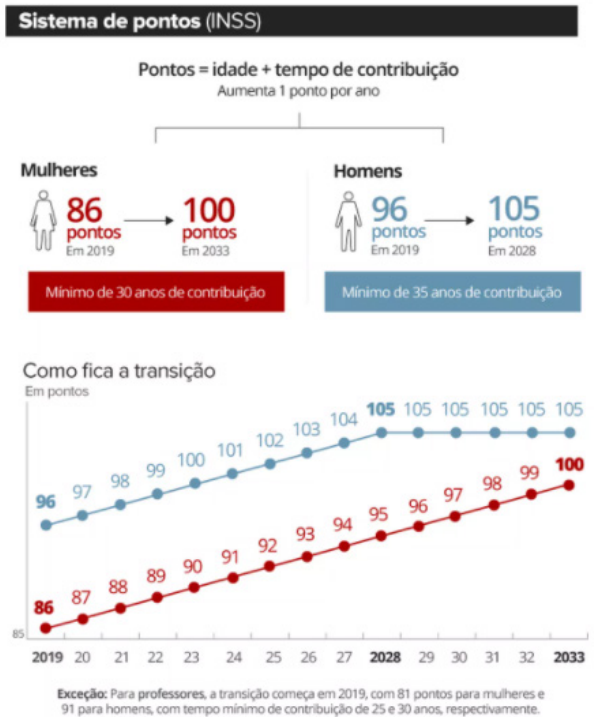 Sistema de pontos (INSS)
Pontos = idade + tempo de contribuição
Aumenta 1 ponto por ano
Mulheres
86 pontos
Em 2019
100 pontos
Em 2033
Mínimo de 30 anos de contribuição
Homens
96 pontos
Em 2019
105 pontos
Em 2028
Mínimo de 35 anos de contribuição
Como fica a transição
Em pontos
96 97 98 99 100 101 102 103 104 105 105 105 105 105 105
86 87 88 89 90 91 92 93 94 95 96 97 98 99 100
85
2019 20 21 22 23 24 25 26 27 2028 29 30 31 32 2033
Exceção: Para professores, a transição começa em 2019, com 81 pontos para mulheres e
91 para homens, com tempo mínimo de contribuição de 25 e 30 anos, respectivamente.